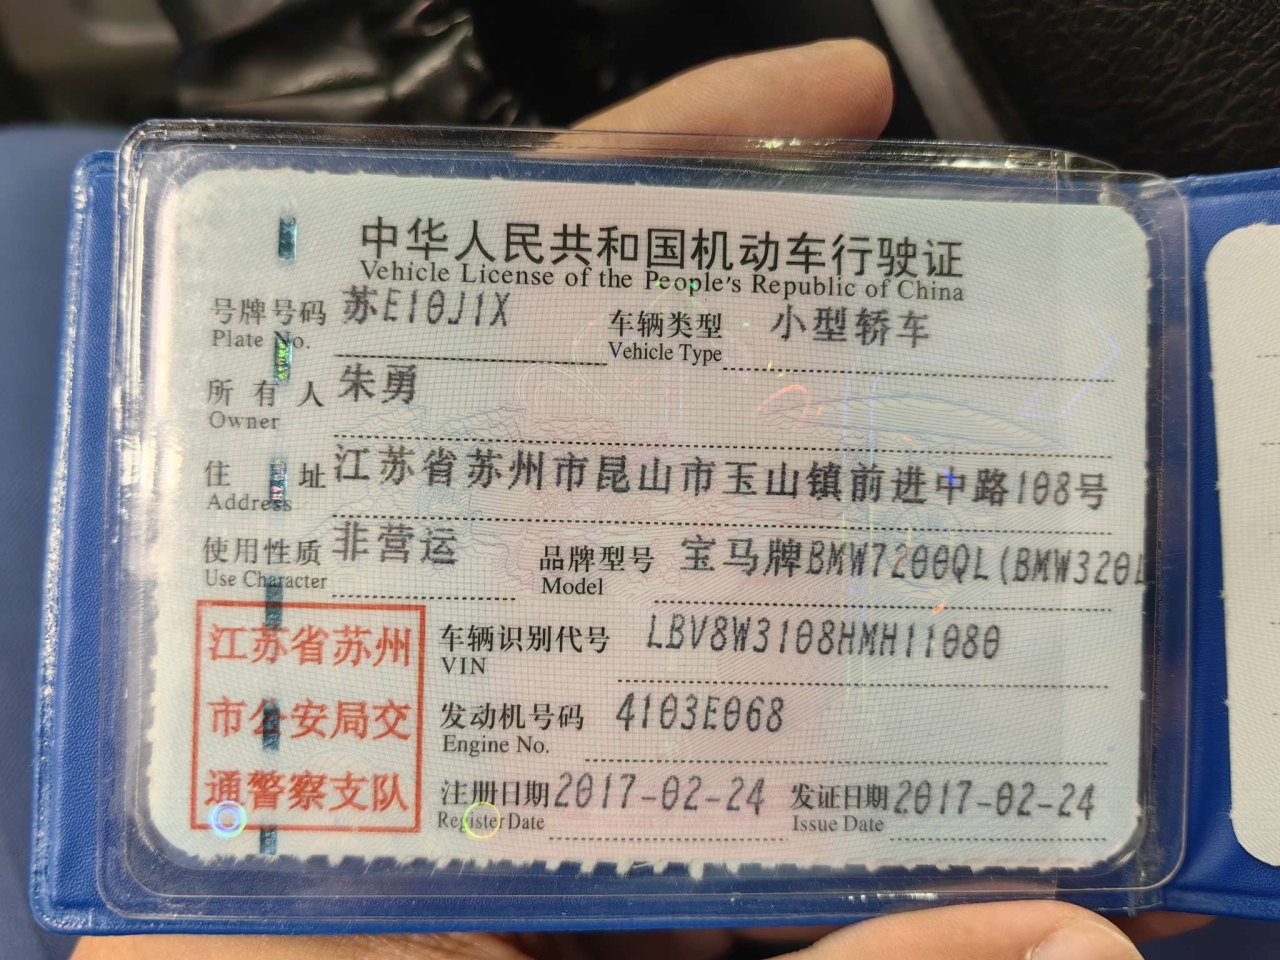 中华人民共和国机动车行驶证
Vehicle License of the People's Republic of China
号牌号码 苏E10J1X 车辆类型 小型轿车
Plate No. Vehicle Type
所有人 朱勇
Owner
住址 江苏省苏州市昆山市玉山镇前进中路108号
Address
使用性质 非营运 品牌型号 宝马牌BMW7200QL(BMW320L
Use Character Model
江苏省苏州
市公安局交
通警察支队
车辆识别代号 LBV8W3108HMH11080
VIN
发动机号码 4103E068
Engine No.
注册日期 2017-02-24 发证日期 2017-02-24
Register Date Issue Date